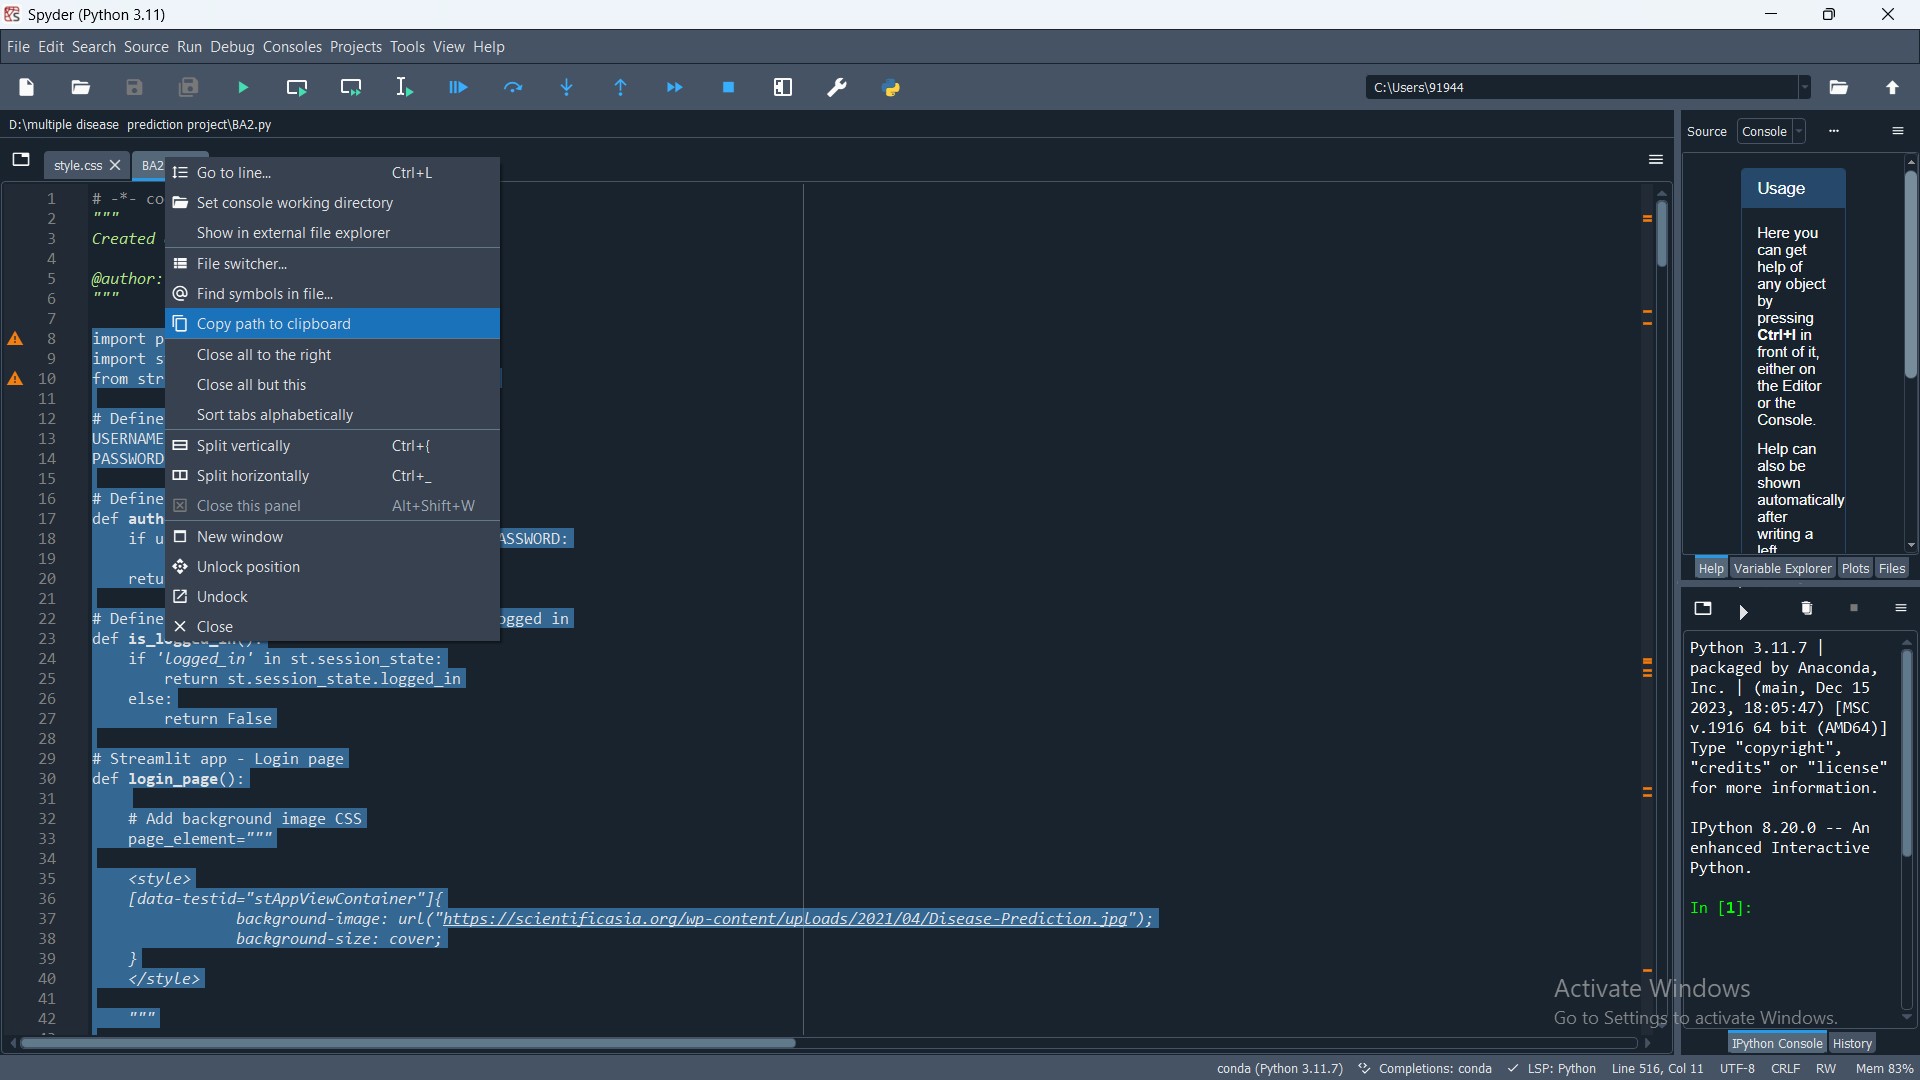 Spyder (Python 3.11)
File Edit Search Source Run Debug Consoles Projects Tools View Help
C:\Users\91944
D:\multiple disease  prediction project\BA2.py
style.css
BA2
Go to line... Ctrl+L
Set console working directory
Show in external file explorer
File switcher...
Find symbols in file...
Copy path to clipboard
Close all to the right
Close all but this
Sort tabs alphabetically
Split vertically Ctrl+{
Split horizontally Ctrl+_
Close this panel Alt+Shift+W
New window
Unlock position
Undock
Close
1 # -*- co
2 """
3 Created
4
5 @author:
6 """
7
8 import p
9 import s
10 from str
11
12 # Define
13 USERNAME
14 PASSWORD
15
16 # Define
17 def auth
18 if u ASSWORD:
19
20 retu
21
22 # Define ogged in
23 def is_logged_in():
24 if 'logged_in' in st.session_state:
25 return st.session_state.logged_in
26 else:
27 return False
28
29 # Streamlit app - Login page
30 def login_page():
31
32 # Add background image CSS
33 page_element="""
34
35 <style>
36 [data-testid="stAppViewContainer"]{
37 background-image: url("https://scientificasia.org/wp-content/uploads/2021/04/Disease-Prediction.jpg");
38 background-size: cover;
39 }
40 </style>
41
42 """
Source Console
Usage
Here you
can get
help of
any object
by
pressing
Ctrl+I in
front of it,
either on
the Editor
or the
Console.
Help can
also be
shown
automatically
after
writing a
left
Help Variable Explorer Plots Files
Python 3.11.7 |
packaged by Anaconda,
Inc. | (main, Dec 15
2023, 18:05:47) [MSC
v.1916 64 bit (AMD64)]
Type "copyright",
"credits" or "license"
for more information.
IPython 8.20.0 -- An
enhanced Interactive
Python.
In [1]:
Activate Windows
Go to Settings to activate Windows.
IPython Console History
conda (Python 3.11.7) Completions: conda LSP: Python Line 516, Col 11 UTF-8 CRLF RW Mem 83%